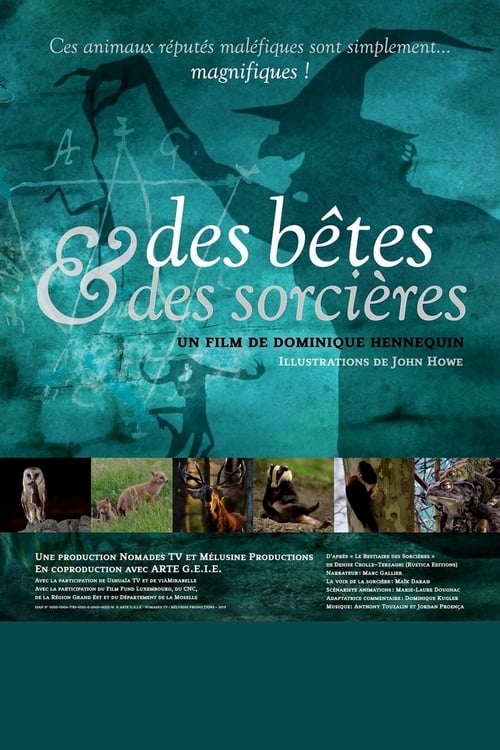 Ces animaux réputés maléfiques sont simplement...
magnifiques !
A G
des bêtes
& des sorcières
UN FILM DE DOMINIQUE HENNEQUIN
ILLUSTRATIONS DE JOHN HOWE
UNE PRODUCTION NOMADES TV ET MÉLUSINE PRODUCTIONS
EN COPRODUCTION AVEC ARTE G.E.I.E.
AVEC LA PARTICIPATION DE USHUAÏA TV ET DE VIÀMIRABELLE
AVEC LA PARTICIPATION DU FILM FUND LUXEMBOURG, DU CNC,
DE LA RÉGION GRAND EST ET DU DÉPARTEMENT DE LA MOSELLE
D'APRÈS « LE BESTIAIRE DES SORCIÈRES »
DE DENISE CROLLE-TERZAGHI (RUSTICA EDITIONS)
NARRATEUR : MARC GALLIER
LA VOIX DE LA SORCIÈRE : MAÏK DARAH
SCÉNARISTE ANIMATIONS : MARIE-LAURE DOUGNAC
ADAPTATRICE COMMENTAIRE : DOMINIQUE KUGLER
MUSIQUE: ANTHONY TOUZALIN ET JORDAN PROENÇA